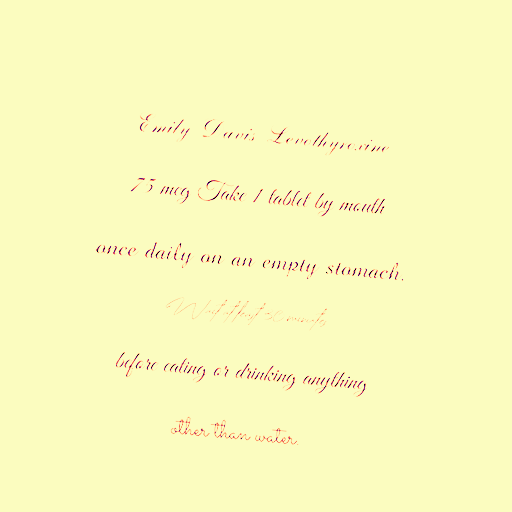 Emily Davis Levothyroxine
75 mcg Take 1 tablet by mouth
once daily on an empty stomach.
Wait at least minutes
before eating or drinking anything
other than water.